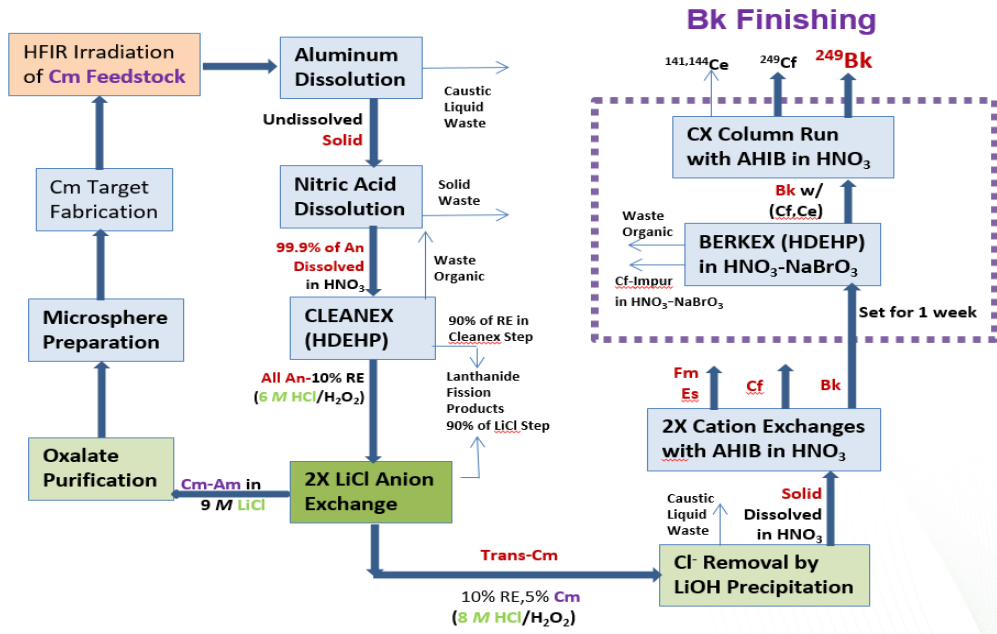 Bk Finishing
HFIR Irradiation
of Cm Feedstock
Aluminum
Dissolution
Caustic
Liquid
Waste
Undissolved
Solid
Nitric Acid
Dissolution
Solid
Waste
99.9% of An
Dissolved
in HNO₃
Waste
Organic
CLEANEX
(HDEHP)
90% of RE in
Cleanex Step
Lanthanide
Fission
Products
90% of LiCl Step
All An-10% RE
(6 M HCl/H₂O₂)
2X LiCl Anion
Exchange
Cm-Am in
9 M LiCl
Oxalate
Purification
Microsphere
Preparation
Cm Target
Fabrication
Trans-Cm
10% RE,5% Cm
(8 M HCl/H₂O₂)
Cl⁻ Removal by
LiOH Precipitation
Caustic
Liquid
Waste
Solid
Dissolved
in HNO₃
2X Cation Exchanges
with AHIB in HNO₃
Fm
Es
Cf
Bk
Set for 1 week
BERKEX (HDEHP)
in HNO₃-NaBrO₃
Waste
Organic
Cf-Impur
in HNO₃–NaBrO₃
Bk w/
(Cf,Ce)
CX Column Run
with AHIB in HNO₃
¹⁴¹,¹⁴⁴Ce
²⁴⁹Cf
²⁴⁹Bk